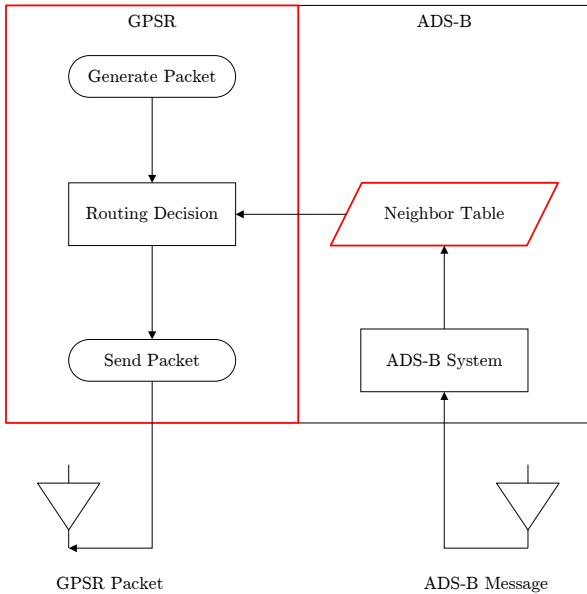 GPSR
ADS-B
Generate Packet
Routing Decision
Neighbor Table
Send Packet
ADS-B System
GPSR Packet
ADS-B Message